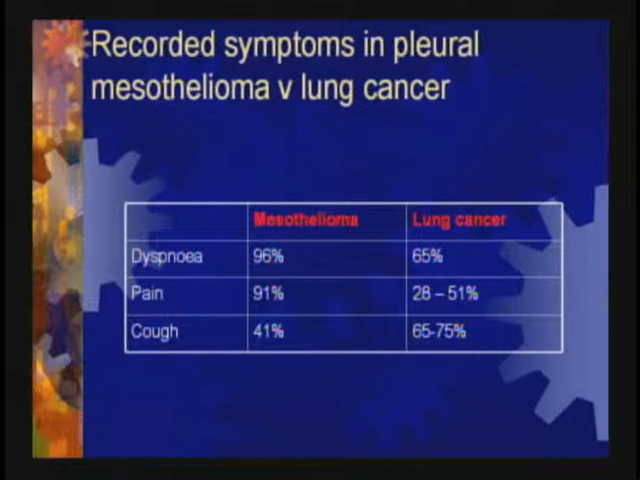 Recorded symptoms in pleural
mesothelioma v lung cancer
Mesothelioma Lung cancer
Dyspnoea 96% 65%
Pain 91% 28 – 51%
Cough 41% 65-75%